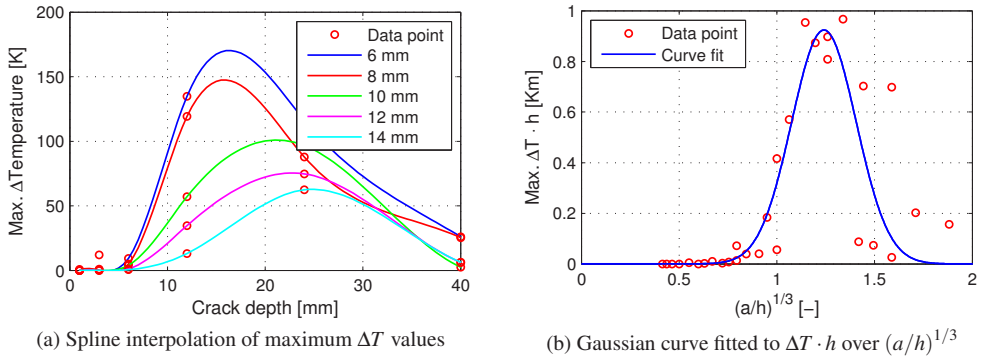 200
150
100
50
0
0
10
20
30
40
Max. ΔTemperature [K]
Crack depth [mm]
Data point
6 mm
8 mm
10 mm
12 mm
14 mm
(a) Spline interpolation of maximum ΔT values
1
0.8
0.6
0.4
0.2
0
0
0.5
1
1.5
2
Max. ΔT · h [Km]
(a/h)^{1/3} [−]
Data point
Curve fit
(b) Gaussian curve fitted to ΔT · h over (a/h)^{1/3}